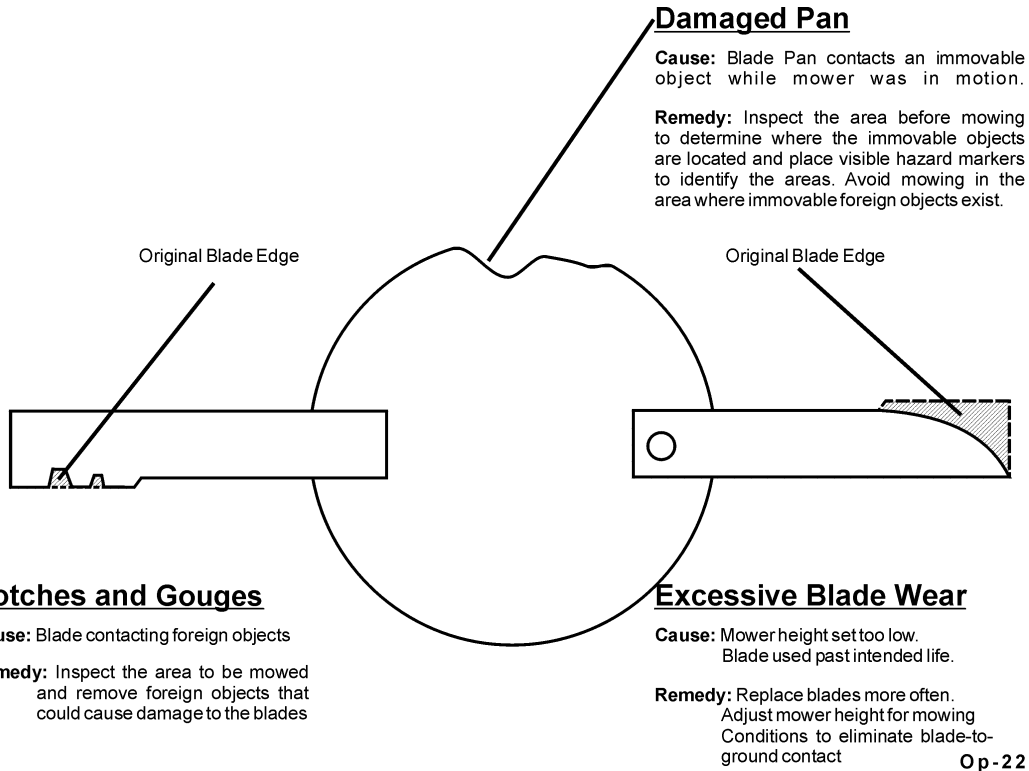 Damaged Pan
Cause: Blade Pan contacts an immovable
object while mower was in motion.
Remedy: Inspect the area before mowing
to determine where the immovable objects
are located and place visible hazard markers
to identify the areas. Avoid mowing in the
area where immovable foreign objects exist.
Original Blade Edge
Original Blade Edge
otches and Gouges
use: Blade contacting foreign objects
medy: Inspect the area to be mowed
and remove foreign objects that
could cause damage to the blades
Excessive Blade Wear
Cause: Mower height set too low.
Blade used past intended life.
Remedy: Replace blades more often.
Adjust mower height for mowing
Conditions to eliminate blade-to-
ground contact
Op-22